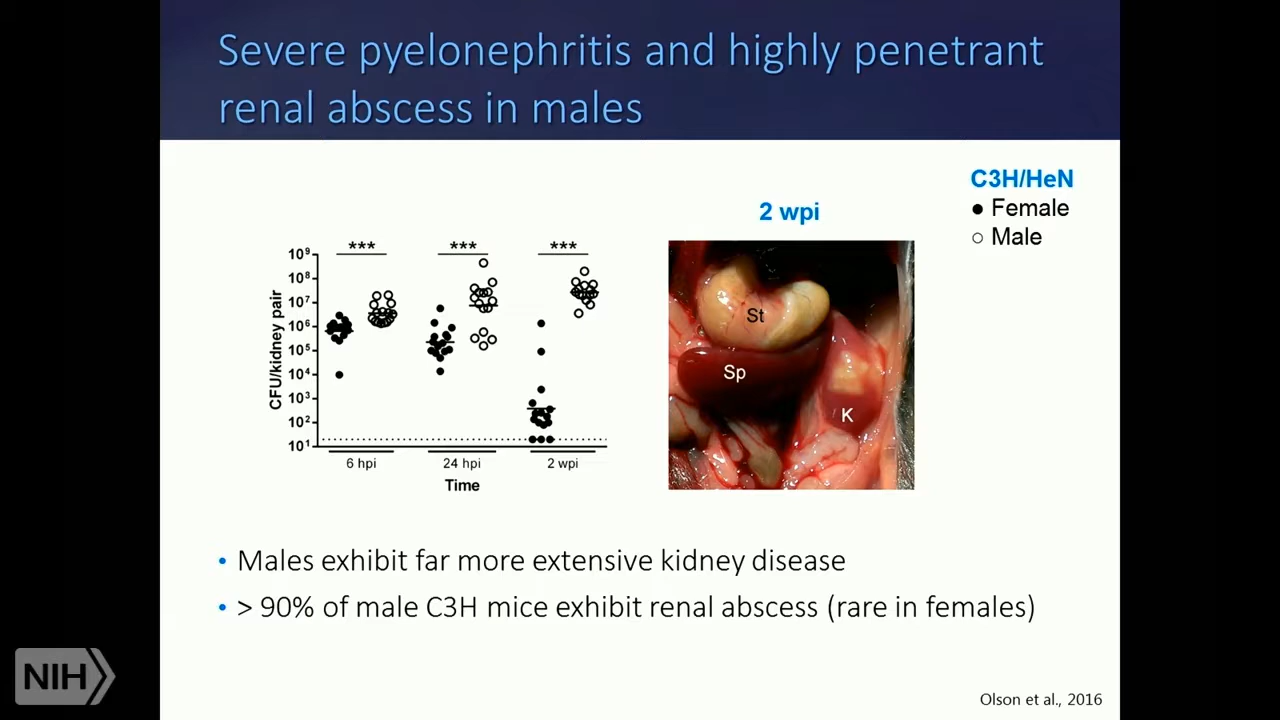 Severe pyelonephritis and highly penetrant
renal abscess in males
C3H/HeN
● Female
○ Male
2 wpi
*** *** ***
CFU/kidney pair
10⁹
10⁸
10⁷
10⁶
10⁵
10⁴
10³
10²
10¹
6 hpi 24 hpi 2 wpi
Time
St
Sp
K
• Males exhibit far more extensive kidney disease
• > 90% of male C3H mice exhibit renal abscess (rare in females)
NIH
Olson et al., 2016